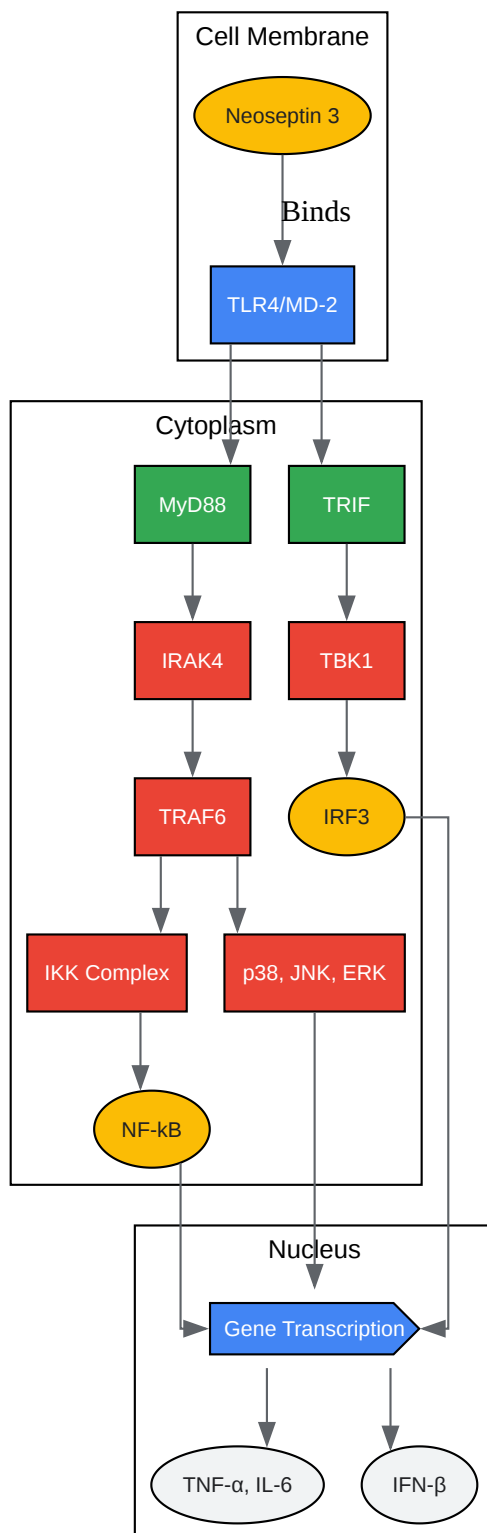 Cell Membrane
Neoseptin 3
Binds
TLR4/MD-2
Cytoplasm
MyD88
TRIF
IRAK4
TBK1
TRAF6
IRF3
IKK Complex
p38, JNK, ERK
NF-kB
Nucleus
Gene Transcription
TNF-α, IL-6
IFN-β